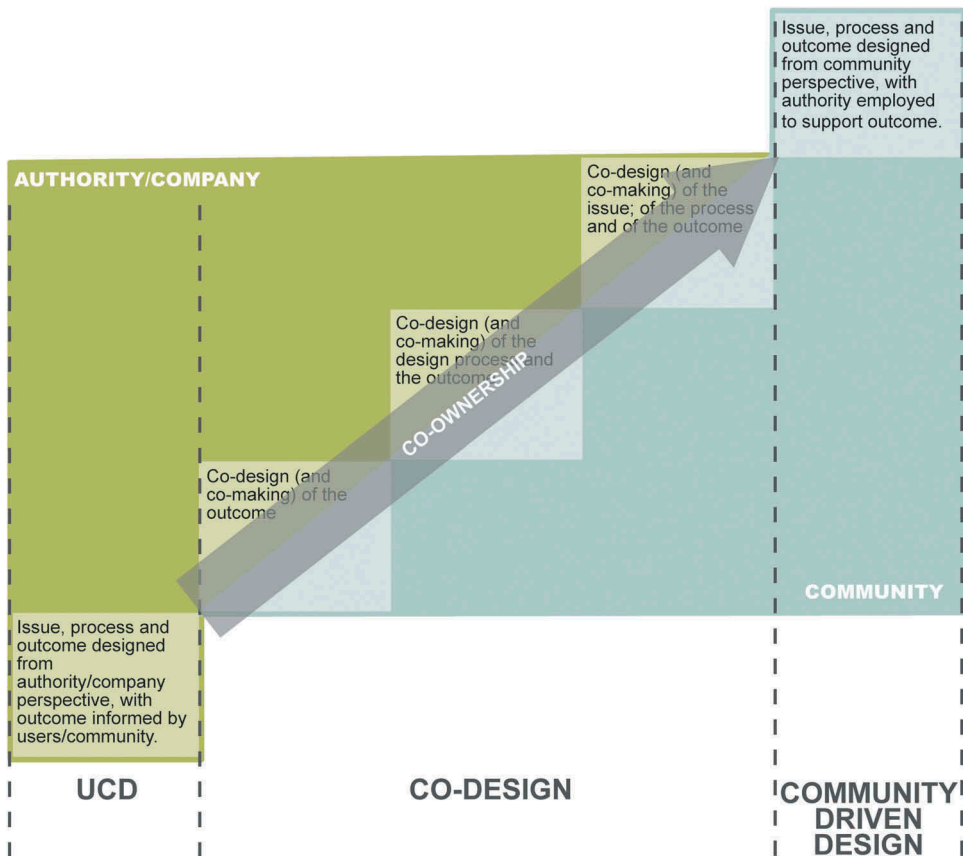 Issue, process and
outcome designed
from community
perspective, with
authority employed
to support outcome.
AUTHORITY/COMPANY
Co-design (and
co-making) of the
issue; of the process
and of the outcome
Co-design (and
co-making) of the
design process and
the outcome
CO-OWNERSHIP
Co-design (and
co-making) of the
outcome
COMMUNITY
Issue, process and
outcome designed
from
authority/company
perspective, with
outcome informed by
users/community.
UCD
CO-DESIGN
COMMUNITY
DRIVEN
DESIGN